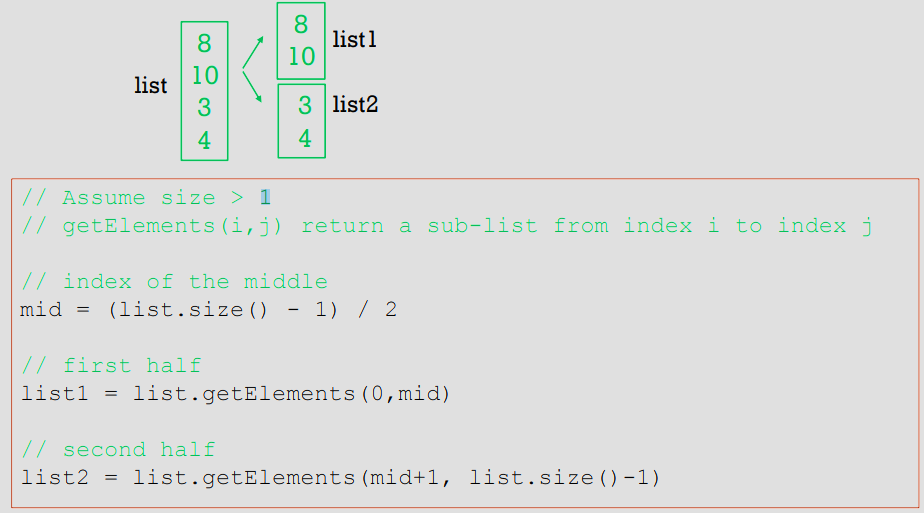 list
8
10
3
4
8
10
list1
3
4
list2
// Assume size > 1
// getElements(i,j) return a sub-list from index i to index j
// index of the middle
mid = (list.size() - 1) / 2
// first half
list1 = list.getElements(0,mid)
// second half
list2 = list.getElements(mid+1, list.size()-1)